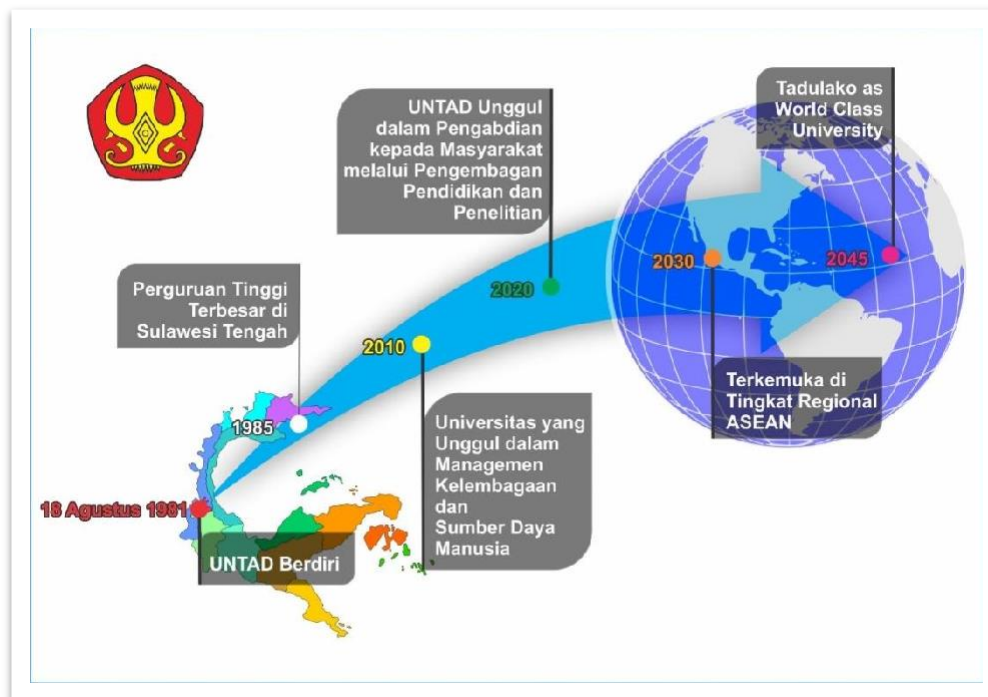 18 Agustus 1981
UNTAD Berdiri
1985
Perguruan Tinggi
Terbesar di
Sulawesi Tengah
2010
Universitas yang
Unggul dalam
Managemen
Kelembagaan
dan
Sumber Daya
Manusia
2020
UNTAD Unggul
dalam Pengabdian
kepada Masyarakat
melalui Pengembagan
Pendidikan dan
Penelitian
2030
Terkemuka di
Tingkat Regional
ASEAN
2045
Tadulako as
World Class
University